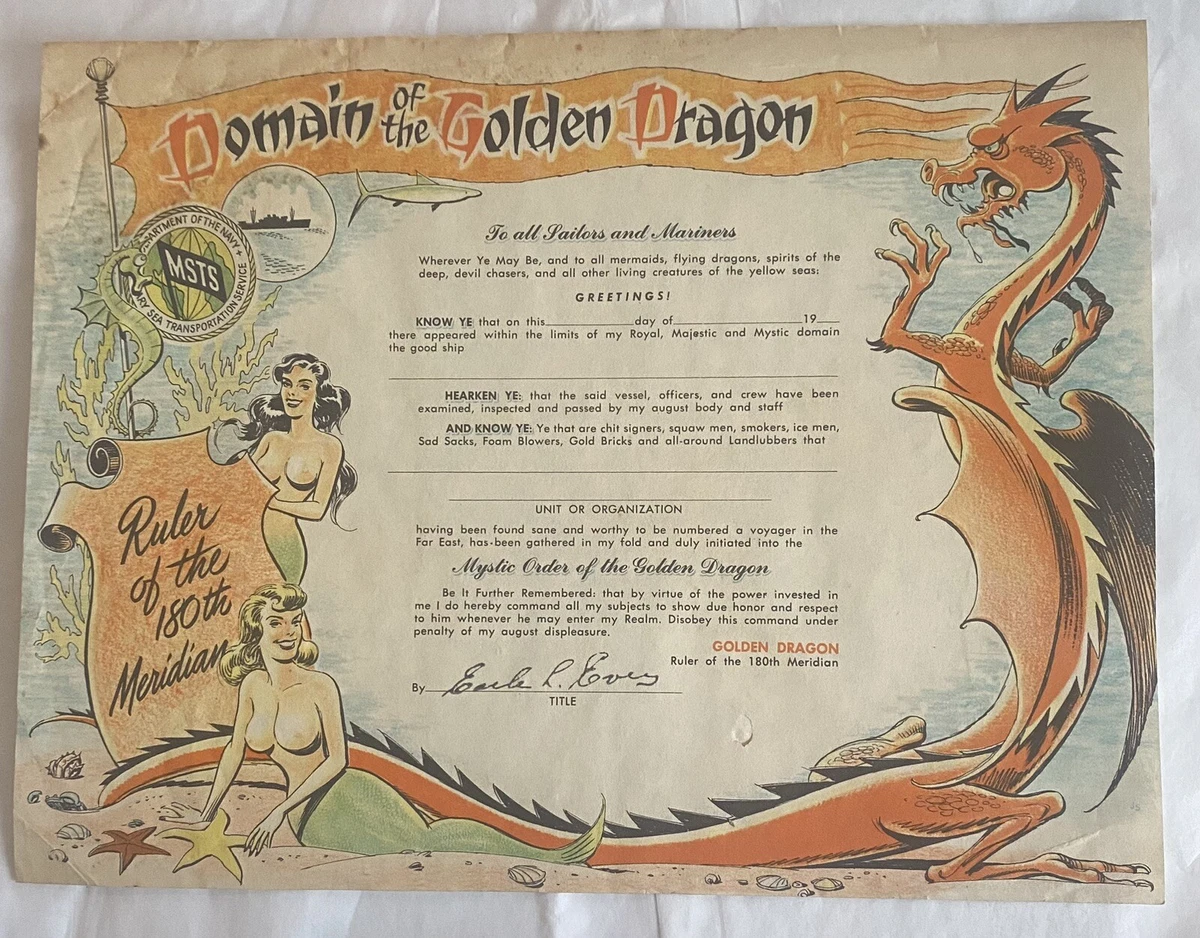 Domain of the Golden Dragon
DEPARTMENT OF THE NAVY
MSTS
MILITARY SEA TRANSPORTATION SERVICE
To all Sailors and Mariners
Wherever Ye May Be, and to all mermaids, flying dragons, spirits of the
deep, devil chasers, and all other living creatures of the yellow seas:
GREETINGS!
KNOW YE that on this____day of____19__
there appeared within the limits of my Royal, Majestic and Mystic domain
the good ship
HEARKEN YE: that the said vessel, officers, and crew have been
examined, inspected and passed by my august body and staff
AND KNOW YE: Ye that are chit signers, squaw men, smokers, ice men,
Sad Sacks, Foam Blowers, Gold Bricks and all-around Landlubbers that
UNIT OR ORGANIZATION
having been found sane and worthy to be numbered a voyager in the
Far East, has been gathered in my fold and duly initiated into the
Mystic Order of the Golden Dragon
Be It Further Remembered: that by virtue of the power invested in
me I do hereby command all my subjects to show due honor and respect
to him whenever he may enter my Realm. Disobey this command under
penalty of my august displeasure.
GOLDEN DRAGON
Ruler of the 180th Meridian
By Earle L.
TITLE
Ruler
of the
180th
Meridian